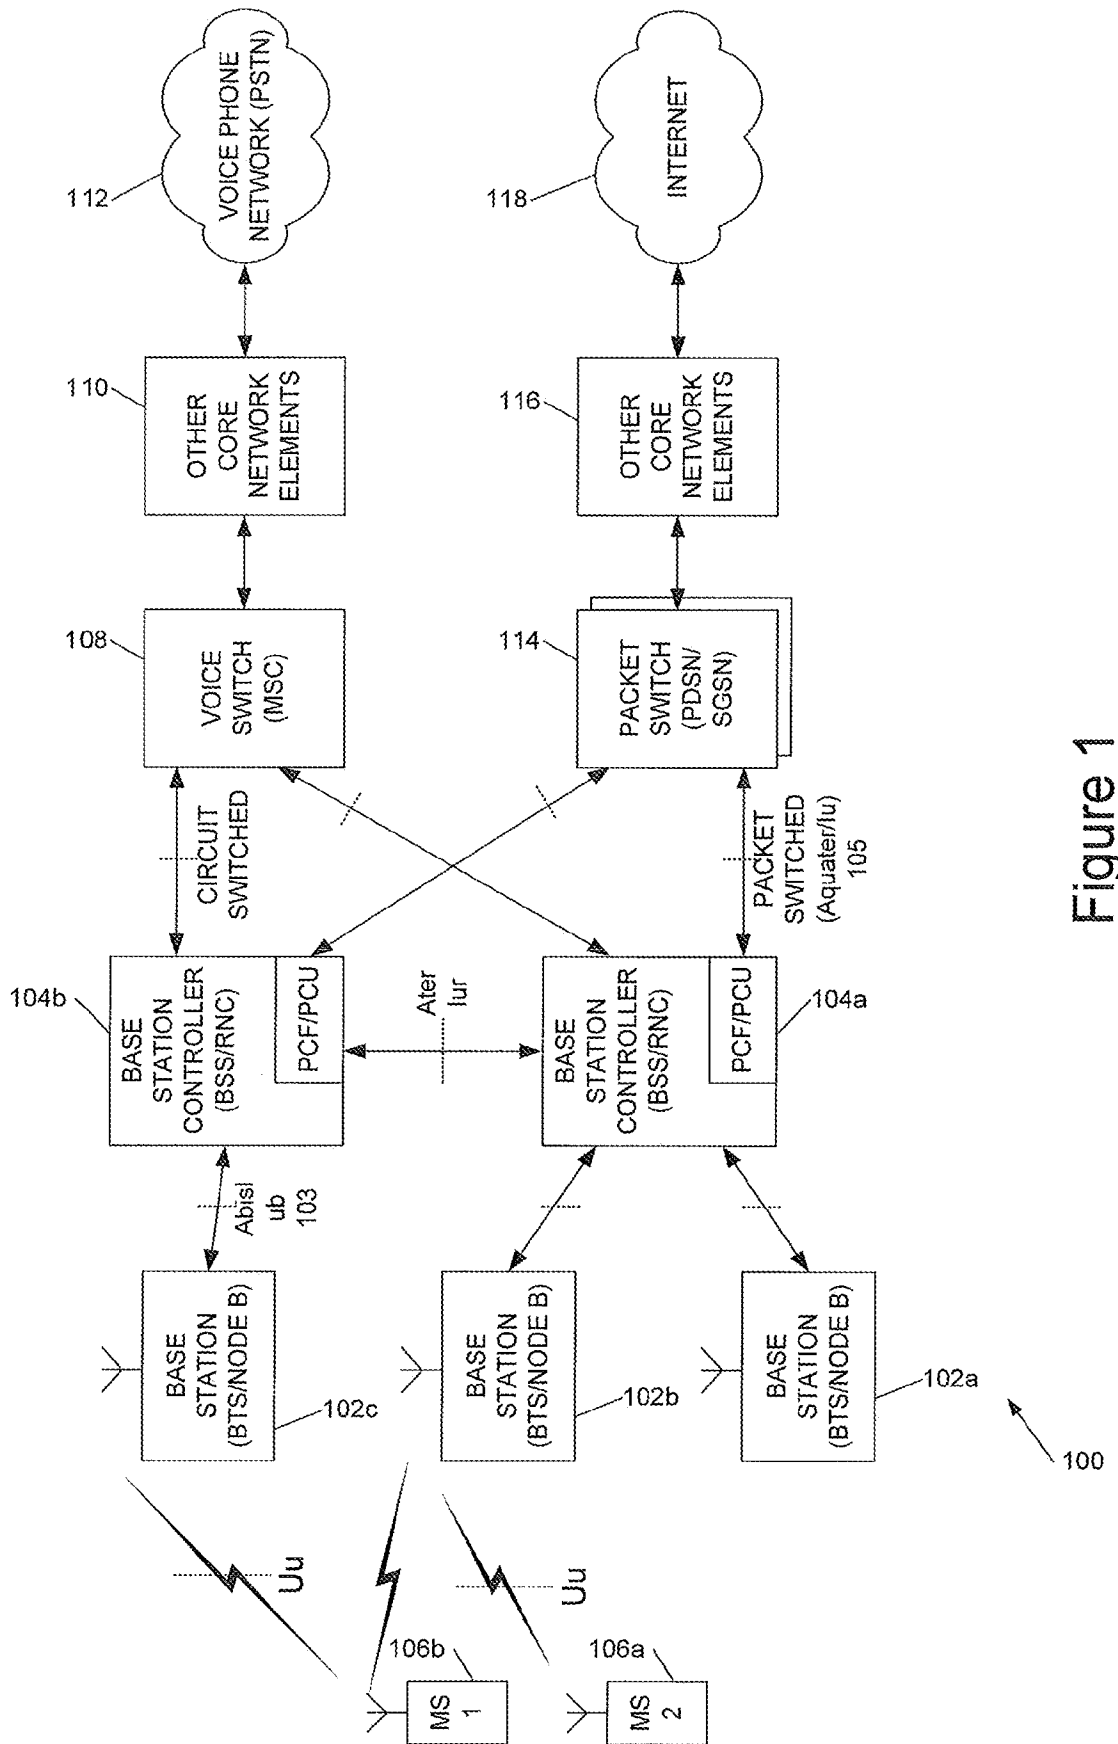 112
VOICE PHONE
NETWORK (PSTN)
118
INTERNET
110
OTHER
CORE
NETWORK
ELEMENTS
116
OTHER
CORE
NETWORK
ELEMENTS
108
VOICE
SWITCH
(MSC)
114
PACKET
SWITCH
(PDSN/
SGSN)
CIRCUIT
SWITCHED
PACKET
SWITCHED
(Aquater/Iu)
105
104b
BASE
STATION
CONTROLLER
(BSS/RNC)
PCF/PCU
Ater
Iur
BASE
STATION
CONTROLLER
(BSS/RNC)
PCF/PCU
104a
AbisI
ub
103
BASE
STATION
(BTS/NODE B)
102c
BASE
STATION
(BTS/NODE B)
102b
BASE
STATION
(BTS/NODE B)
102a
100
Uu
Uu
106b
MS
1
106a
MS
2
Figure 1